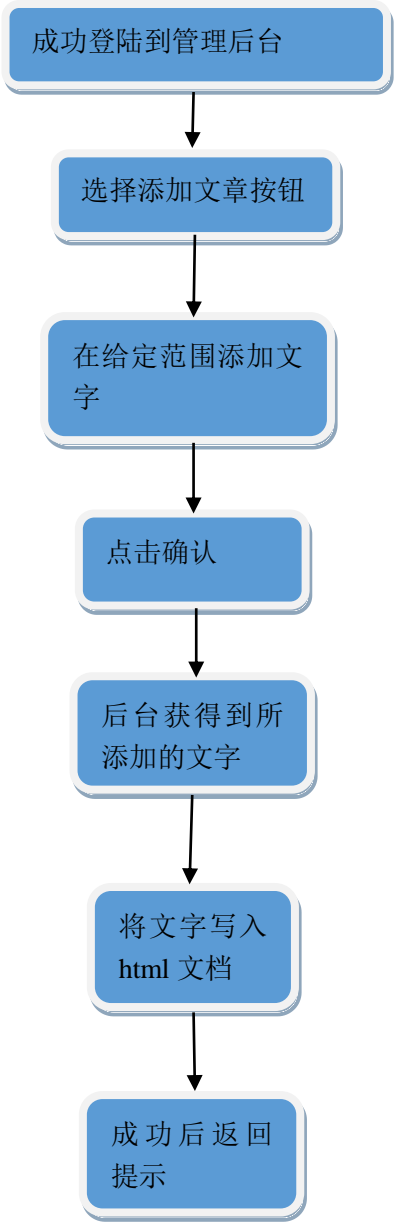 成功登陆到管理后台
选择添加文章按钮
在给定范围添加文
字
点击确认
后台获得到所
添加的文字
将文字写入
html 文档
成功后返回
提示